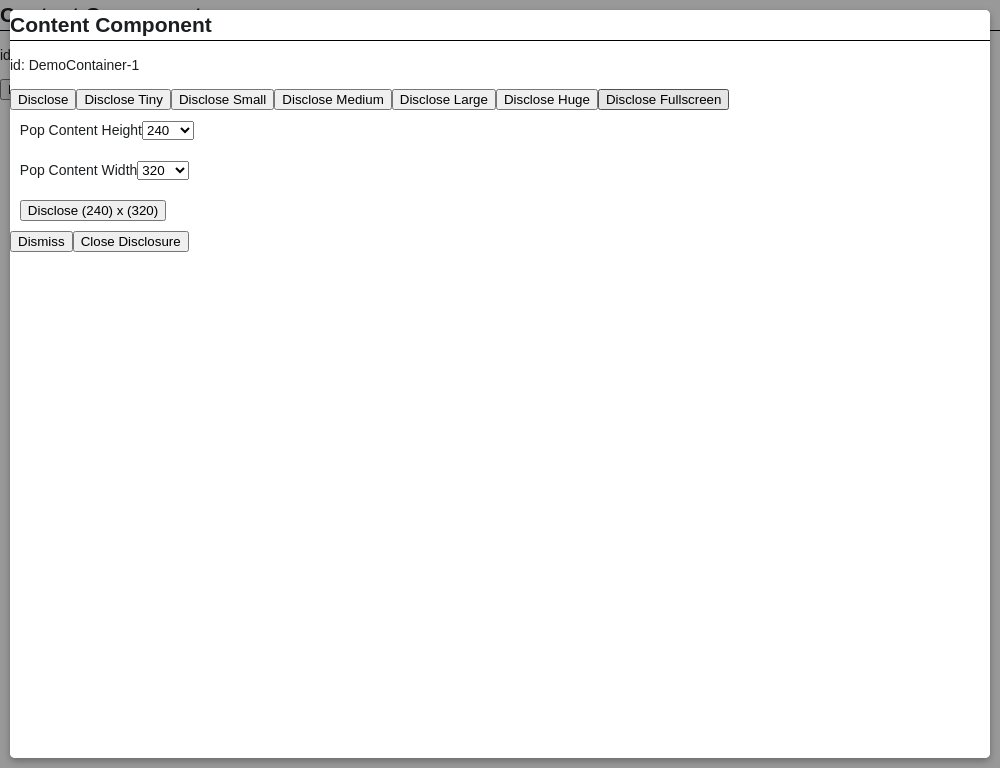 Content Component
id: DemoContainer-1
Disclose Disclose Tiny Disclose Small Disclose Medium Disclose Large Disclose Huge Disclose Fullscreen
Pop Content Height 240
Pop Content Width 320
Disclose (240) x (320)
Dismiss Close Disclosure